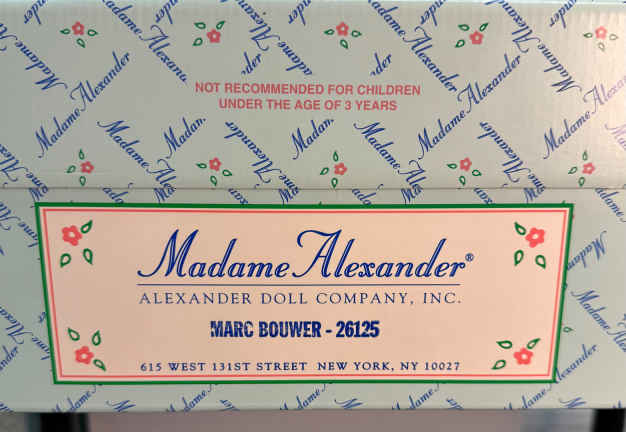 NOT RECOMMENDED FOR CHILDREN
UNDER THE AGE OF 3 YEARS
Madame Alexander®
ALEXANDER DOLL COMPANY, INC.
MARC BOUWER - 26125
615 WEST 131ST STREET NEW YORK, NY 10027